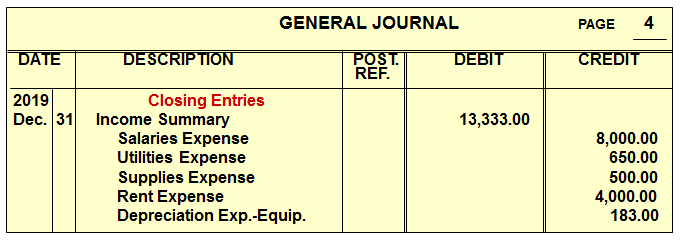 GENERAL JOURNAL PAGE 4
DATE DESCRIPTION POST. REF. DEBIT CREDIT
2019 Closing Entries
Dec. 31 Income Summary 13,333.00
Salaries Expense 8,000.00
Utilities Expense 650.00
Supplies Expense 500.00
Rent Expense 4,000.00
Depreciation Exp.-Equip. 183.00